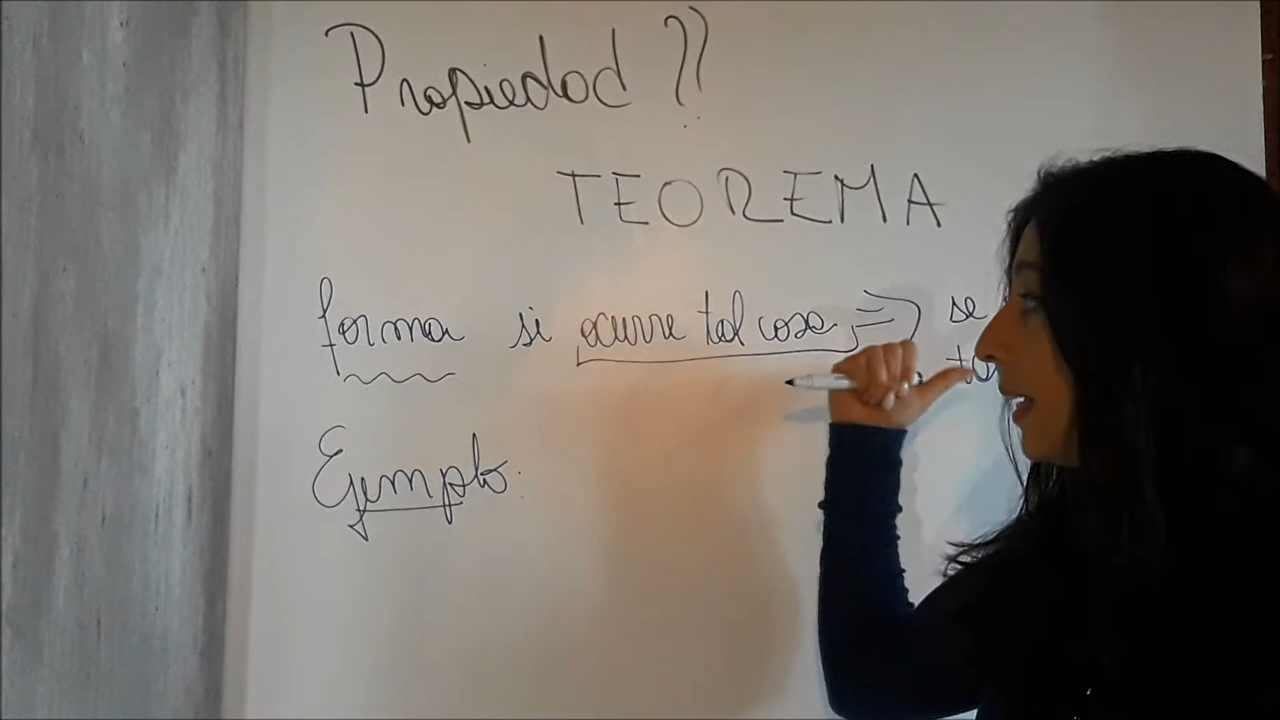 Propiedad ??
TEOREMA
forma si ocurre tal cosa, => se
Ejemplo: